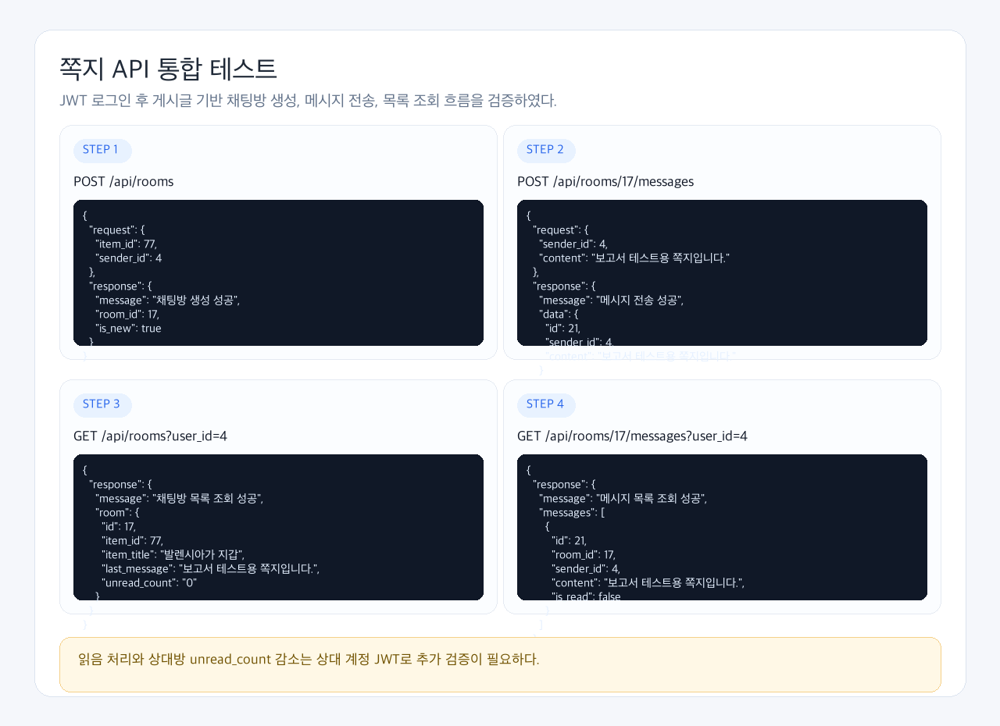 쪽지 API 통합 테스트
JWT 로그인 후 게시글 기반 채팅방 생성, 메시지 전송, 목록 조회 흐름을 검증하였다.
STEP 1
POST /api/rooms
{
"request": {
"item_id": 77,
"sender_id": 4
},
"response": {
"message": "채팅방 생성 성공",
"room_id": 17,
"is_new": true
}
}
STEP 2
POST /api/rooms/17/messages
{
"request": {
"sender_id": 4,
"content": "보고서 테스트용 쪽지입니다."
},
"response": {
"message": "메시지 전송 성공",
"data": {
"id": 21,
"sender_id": 4,
"content": "보고서 테스트용 쪽지입니다."
}
STEP 3
GET /api/rooms?user_id=4
{
"response": {
"message": "채팅방 목록 조회 성공",
"room": {
"id": 17,
"item_id": 77,
"item_title": "발렌시아가 지갑",
"last_message": "보고서 테스트용 쪽지입니다.",
"unread_count": "0"
}
}
}
STEP 4
GET /api/rooms/17/messages?user_id=4
{
"response": {
"message": "메시지 목록 조회 성공",
"messages": [
{
"id": 21,
"room_id": 17,
"sender_id": 4,
"content": "보고서 테스트용 쪽지입니다.",
"is_read": false
}
]
읽음 처리와 상대방 unread_count 감소는 상대 계정 JWT로 추가 검증이 필요하다.